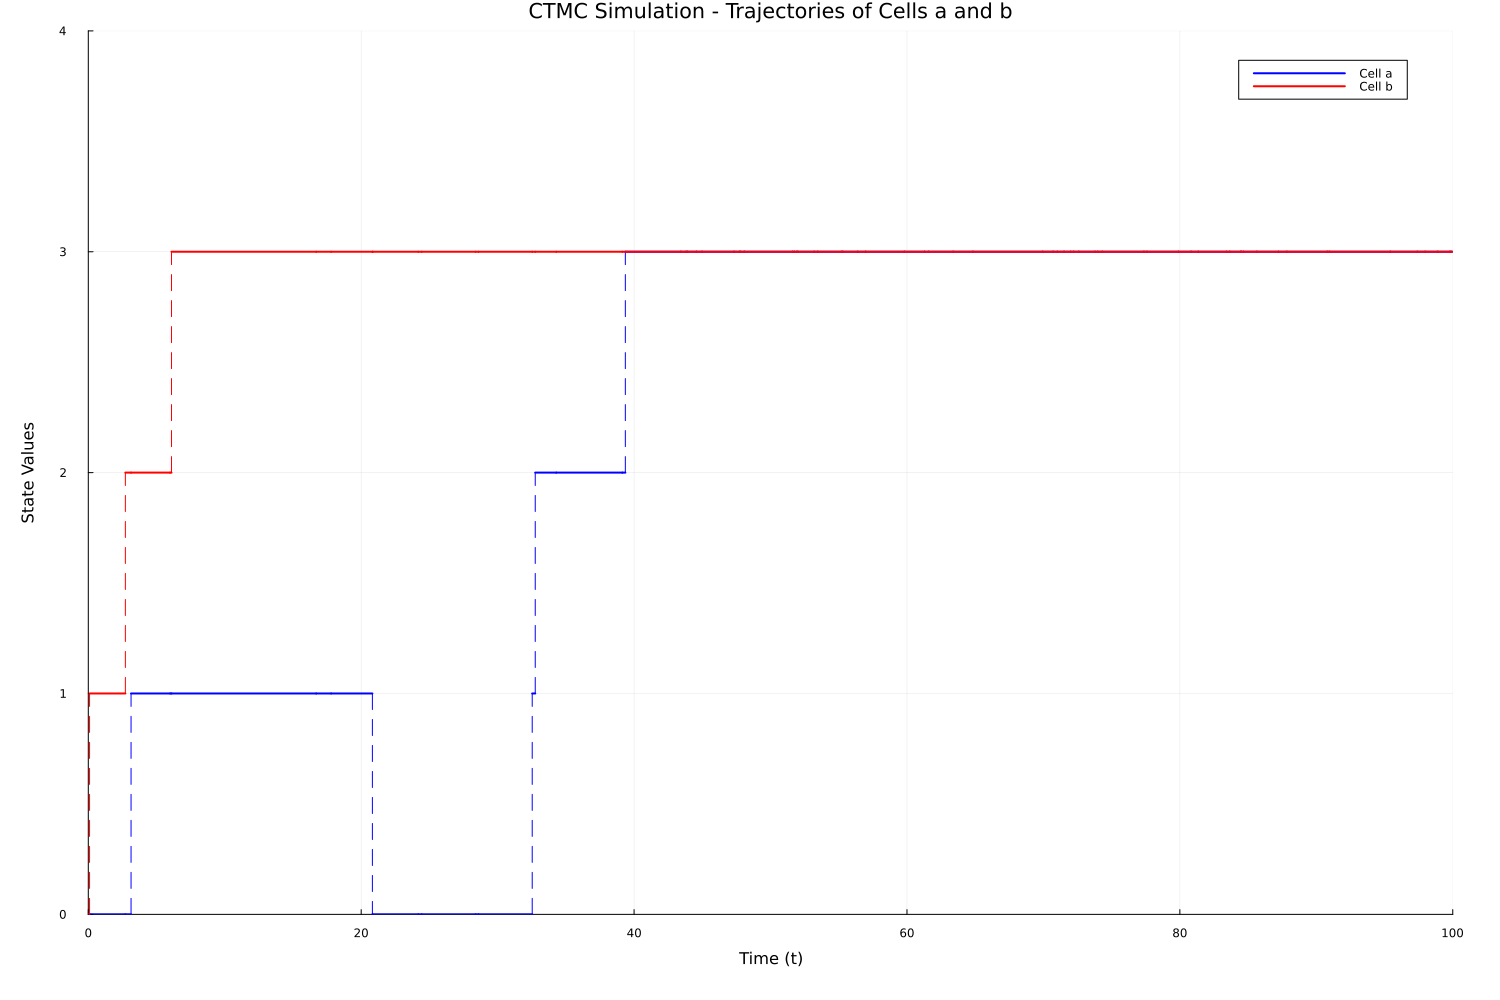 CTMC Simulation - Trajectories of Cells a and b
4
Cell a
Cell b
3
State Values
2
1
0
0 20 40 60 80 100
Time (t)